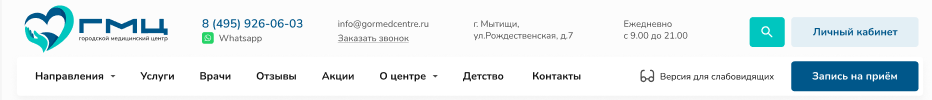 ГМЦ
городской медицинский центр
8 (495) 926-06-03
Whatsapp
info@gormedcentre.ru
Заказать звонок
г. Мытищи,
ул.Рождественская, д.7
Ежедневно
с 9.00 до 21.00
Личный кабинет
Направления
Услуги
Врачи
Отзывы
Акции
О центре
Детство
Контакты
Версия для слабовидящих
Запись на приём